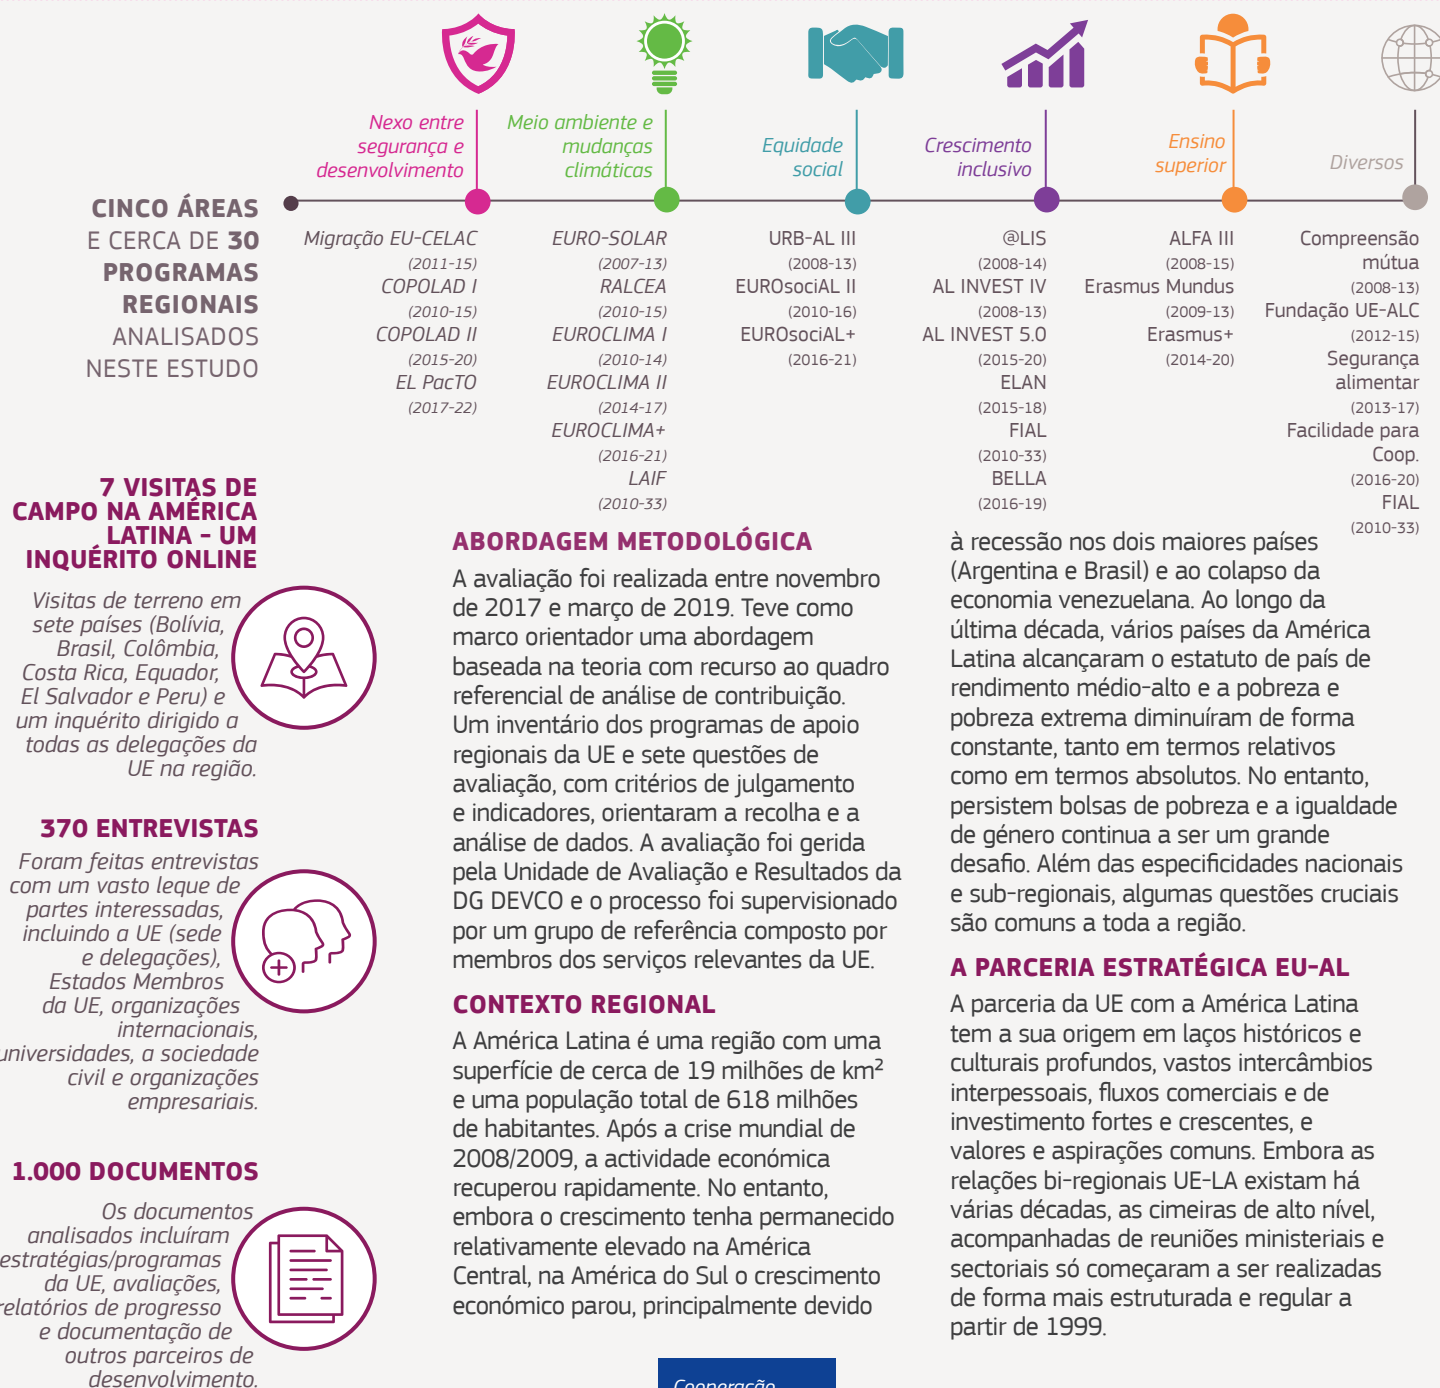 Nexo entre
segurança e
desenvolvimento
Meio ambiente e
mudanças
climáticas
Equidade
social
Crescimento
inclusivo
Ensino
superior
Diversos
CINCO ÁREAS
E CERCA DE 30
PROGRAMAS
REGIONAIS
ANALISADOS
NESTE ESTUDO
Migração EU-CELAC
(2011-15)
COPOLAD I
(2010-15)
COPOLAD II
(2015-20)
EL PacTO
(2017-22)
EURO-SOLAR
(2007-13)
RALCEA
(2010-15)
EUROCLIMA I
(2010-14)
EUROCLIMA II
(2014-17)
EUROCLIMA+
(2016-21)
LAIF
(2010-33)
URB-AL III
(2008-13)
EUROsociAL II
(2010-16)
EUROsociAL+
(2016-21)
@LIS
(2008-14)
AL INVEST IV
(2008-13)
AL INVEST 5.0
(2015-20)
ELAN
(2015-18)
FIAL
(2010-33)
BELLA
(2016-19)
ALFA III
(2008-15)
Erasmus Mundus
(2009-13)
Erasmus+
(2014-20)
Compreensão
mútua
(2008-13)
Fundação UE-ALC
(2012-15)
Segurança
alimentar
(2013-17)
Facilidade para
Coop.
(2016-20)
FIAL
(2010-33)
7 VISITAS DE
CAMPO NA AMÉRICA
LATINA - UM
INQUÉRITO ONLINE
Visitas de terreno em
sete países (Bolívia,
Brasil, Colômbia,
Costa Rica, Equador,
El Salvador e Peru) e
um inquérito dirigido a
todas as delegações da
UE na região.
370 ENTREVISTAS
Foram feitas entrevistas
com um vasto leque de
partes interessadas,
incluindo a UE (sede
e delegações),
Estados Membros
da UE, organizações
internacionais,
universidades, a sociedade
civil e organizações
empresariais.
1.000 DOCUMENTOS
Os documentos
analisados incluíram
estratégias/programas
da UE, avaliações,
relatórios de progresso
e documentação de
outros parceiros de
desenvolvimento.
ABORDAGEM METODOLÓGICA
A avaliação foi realizada entre novembro
de 2017 e março de 2019. Teve como
marco orientador uma abordagem
baseada na teoria com recurso ao quadro
referencial de análise de contribuição.
Um inventário dos programas de apoio
regionais da UE e sete questões de
avaliação, com critérios de julgamento
e indicadores, orientaram a recolha e a
análise de dados. A avaliação foi gerida
pela Unidade de Avaliação e Resultados da
DG DEVCO e o processo foi supervisionado
por um grupo de referência composto por
membros dos serviços relevantes da UE.
CONTEXTO REGIONAL
A América Latina é uma região com uma
superfície de cerca de 19 milhões de km²
e uma população total de 618 milhões
de habitantes. Após a crise mundial de
2008/2009, a actividade económica
recuperou rapidamente. No entanto,
embora o crescimento tenha permanecido
relativamente elevado na América
Central, na América do Sul o crescimento
económico parou, principalmente devido
à recessão nos dois maiores países
(Argentina e Brasil) e ao colapso da
economia venezuelana. Ao longo da
última década, vários países da América
Latina alcançaram o estatuto de país de
rendimento médio-alto e a pobreza e
pobreza extrema diminuíram de forma
constante, tanto em termos relativos
como em termos absolutos. No entanto,
persistem bolsas de pobreza e a igualdade
de género continua a ser um grande
desafio. Além das especificidades nacionais
e sub-regionais, algumas questões cruciais
são comuns a toda a região.
A PARCERIA ESTRATÉGICA EU-AL
A parceria da UE com a América Latina
tem a sua origem em laços históricos e
culturais profundos, vastos intercâmbios
interpessoais, fluxos comerciais e de
investimento fortes e crescentes, e
valores e aspirações comuns. Embora as
relações bi-regionais UE-LA existam há
várias décadas, as cimeiras de alto nível,
acompanhadas de reuniões ministeriais e
sectoriais só começaram a ser realizadas
de forma mais estruturada e regular a
partir de 1999.
Cooperação